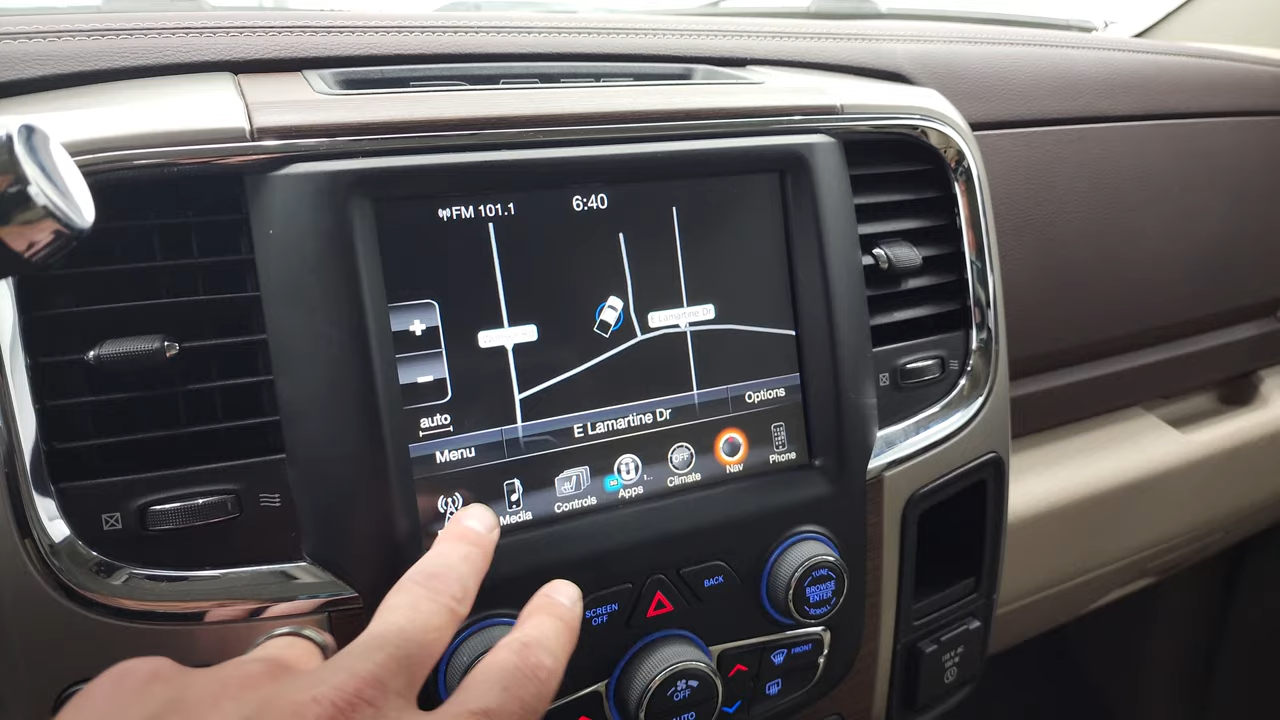 FM 101.1
6:40
E Lamartine Dr
auto
E Lamartine Dr
Options
Menu
Media
Controls
Apps
OFF
Climate
Nav
Phone
SCREEN
OFF
BACK
TUNE
BROWSE
ENTER
SCROLL
FRONT
OFF
AUTO